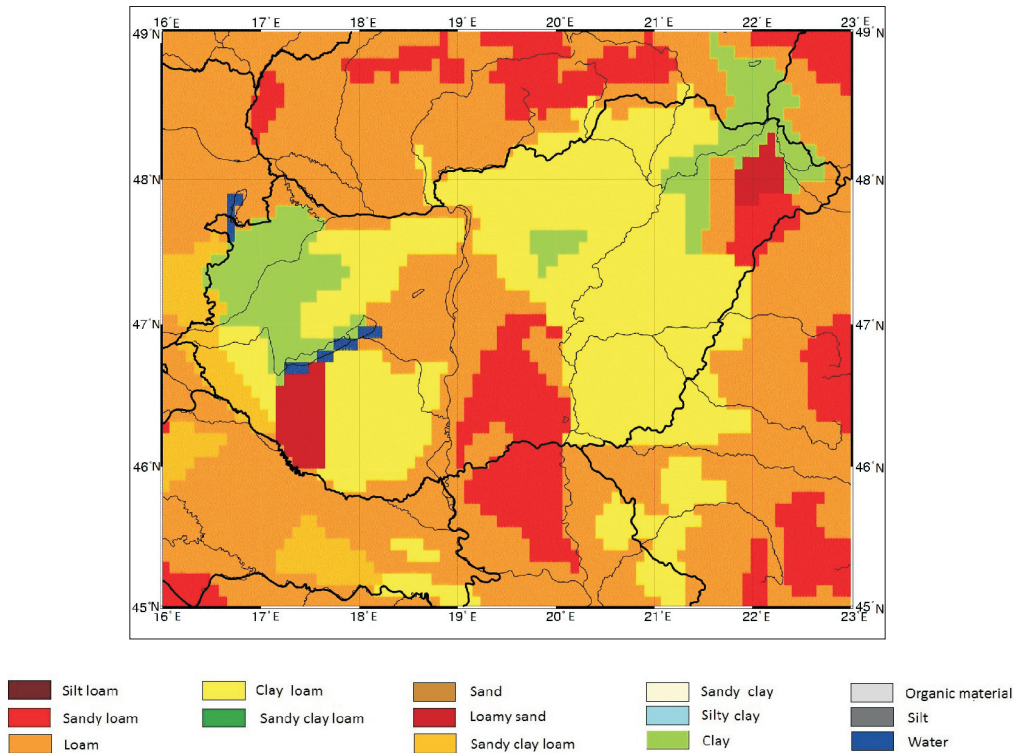 16°E 17°E 18°E 19°E 20°E 21°E 22°E 23°E
49°N 49°N
48°N 48°N
47°N 47°N
46°N 46°N
45°N 45°N
16°E 17°E 18°E 19°E 20°E 21°E 22°E 23°E
Silt loam Clay loam Sand Sandy clay Organic material
Sandy loam Sandy clay loam Loamy sand Silty clay Silt
Loam Sandy clay loam Clay Water